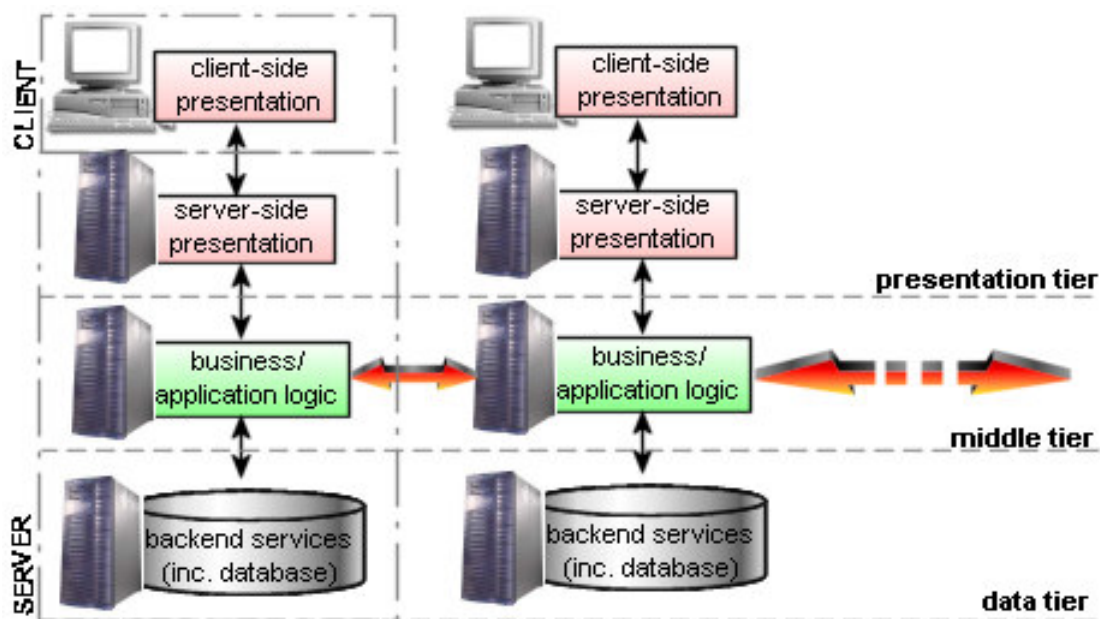 CLIENT
client-side
presentation
client-side
presentation
server-side
presentation
server-side
presentation
presentation tier
business/
application logic
business/
application logic
middle tier
SERVER
backend services
(inc. database)
backend services
(inc. database)
data tier